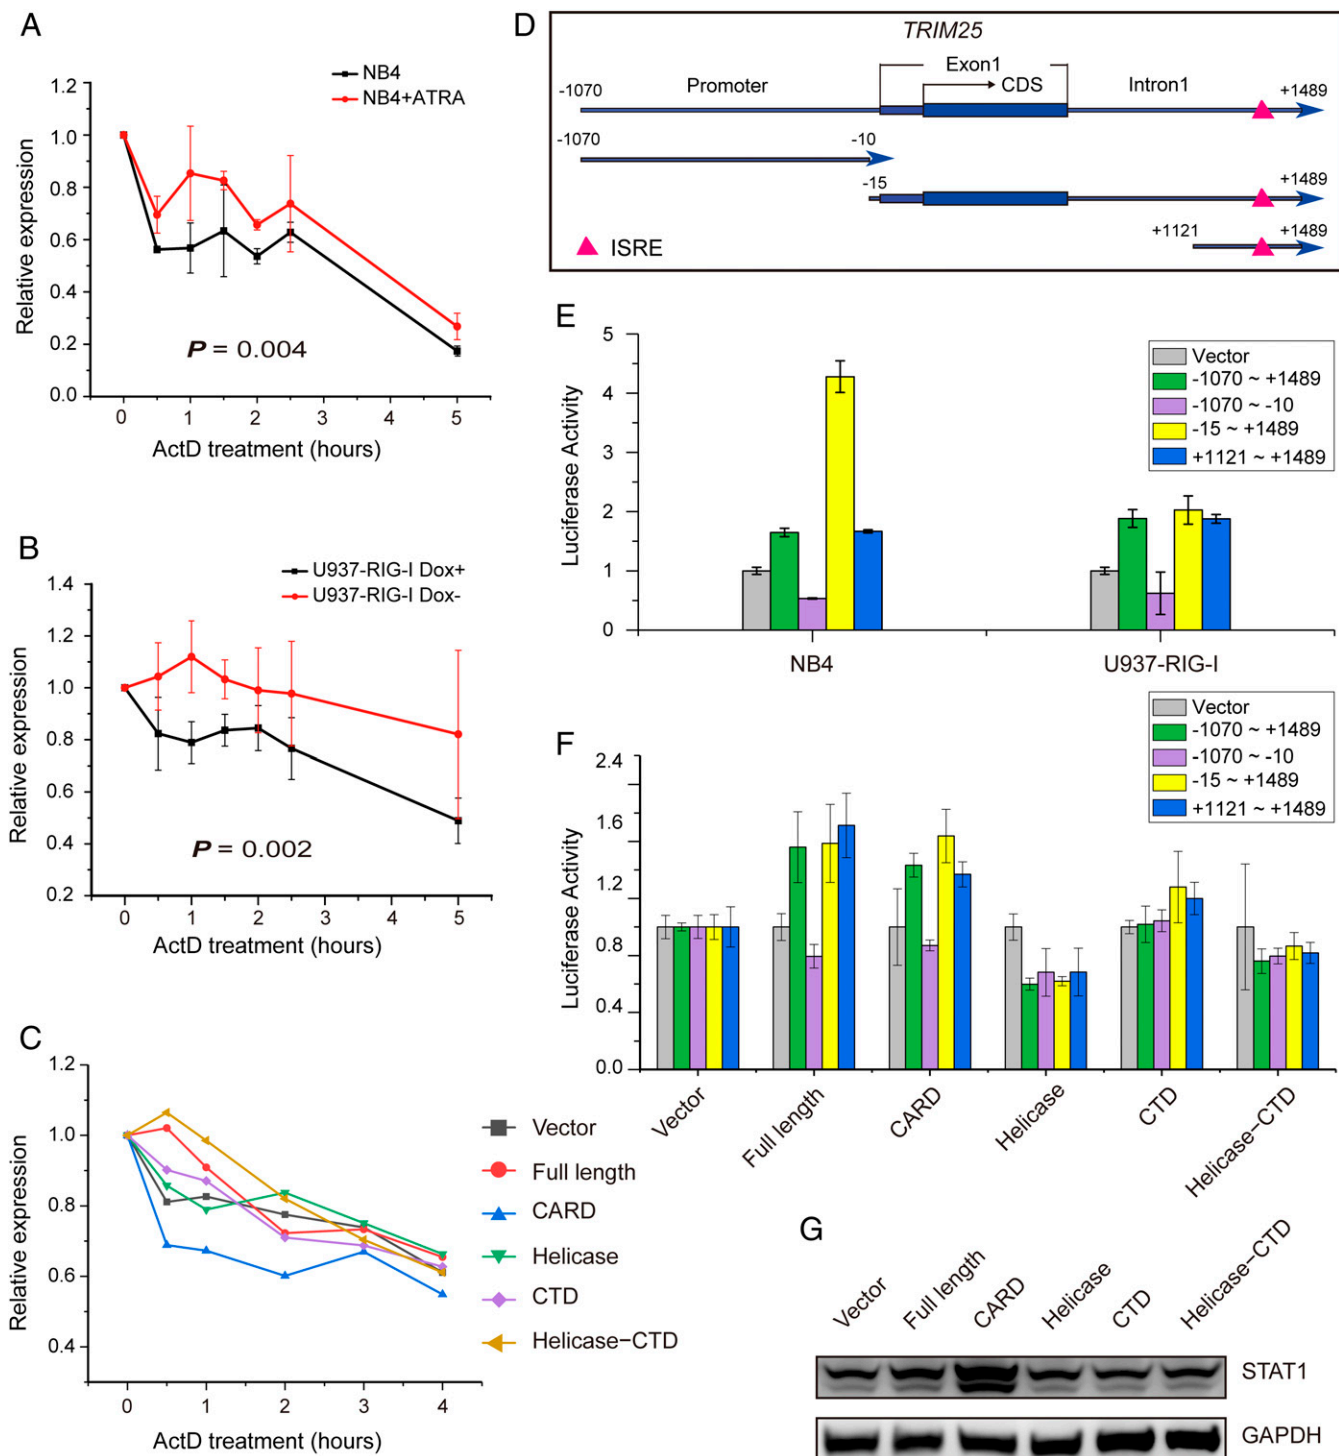 A
NB4
NB4+ATRA
1.2
1.0
0.8
0.6
0.4
0.2
0.0
Relative expression
P = 0.004
0 1 2 3 4 5
ActD treatment (hours)
B
U937-RIG-I Dox+
U937-RIG-I Dox-
1.4
1.2
1.0
0.8
0.6
0.4
0.2
Relative expression
P = 0.002
0 1 2 3 4 5
ActD treatment (hours)
C
1.2
1.0
0.8
0.6
0.4
Relative expression
Vector
Full length
CARD
Helicase
CTD
Helicase-CTD
0 1 2 3 4
ActD treatment (hours)
D
TRIM25
Exon1
-1070 Promoter CDS Intron1 +1489
-1070 -10
-15 +1489
+1121 +1489
ISRE
E
5
4
3
2
1
0
Luciferase Activity
Vector
-1070 ~ +1489
-1070 ~ -10
-15 ~ +1489
+1121 ~ +1489
NB4 U937-RIG-I
F
2.4
1.6
1.2
0.8
0.4
0.0
Luciferase Activity
Vector
-1070 ~ +1489
-1070 ~ -10
-15 ~ +1489
+1121 ~ +1489
Vector
Full length
CARD
Helicase
CTD
Helicase-CTD
G
Vector
Full length
CARD
Helicase
CTD
Helicase-CTD
STAT1
GAPDH